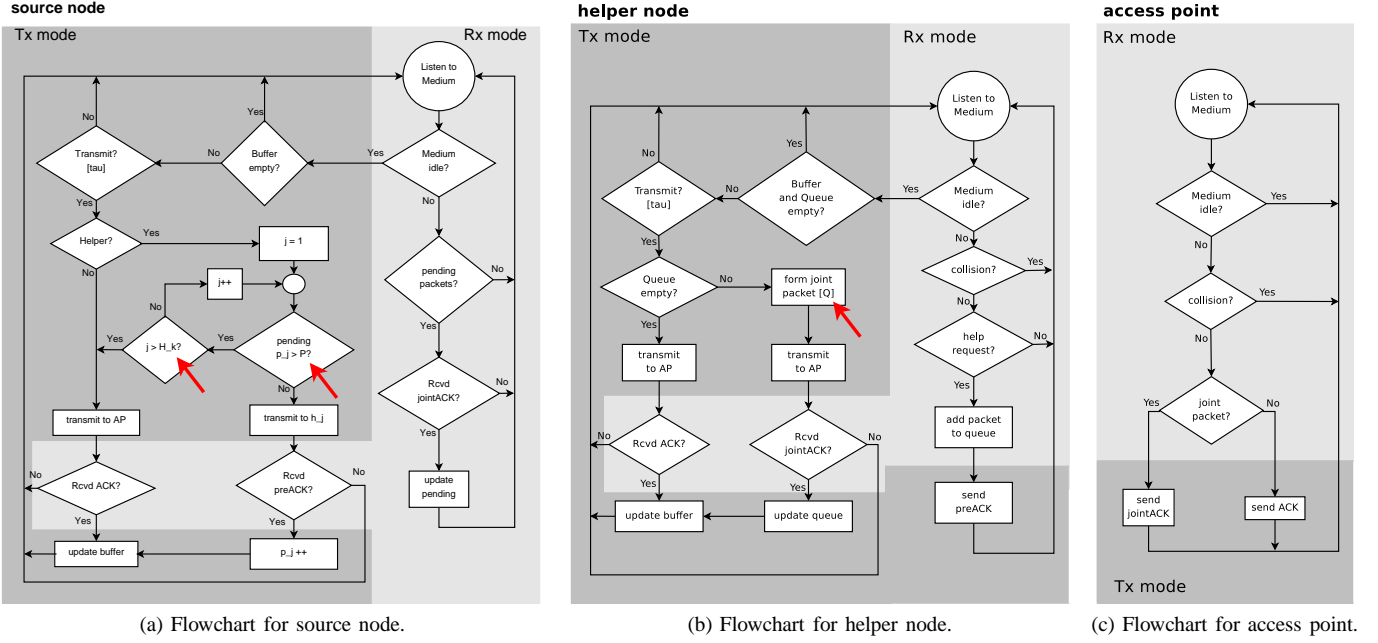 source node
Tx mode
Rx mode
Listen to
Medium
No
Yes
Transmit?
[tau]
No
Buffer
empty?
Yes
Medium
idle?
Yes
No
Helper?
Yes
j = 1
No
j++
pending
packets?
No
No
Yes
j > H_k?
Yes
pending
p_j > P?
Yes
No
Rcvd
jointACK?
No
transmit to AP
transmit to h_j
Yes
No
Rcvd ACK?
Rcvd
preACK?
No
update
pending
Yes
Yes
update buffer
p_j ++
(a) Flowchart for source node.
helper node
Tx mode
Rx mode
Listen to
Medium
No
Yes
Transmit?
[tau]
No
Buffer
and Queue
empty?
Yes
Medium
idle?
Yes
No
collision?
Yes
Queue
empty?
No
form joint
packet [Q]
No
Yes
help
request?
No
transmit
to AP
transmit
to AP
Yes
add packet
to queue
No
Rcvd ACK?
Rcvd
jointACK?
No
Yes
Yes
send
preACK
update buffer
update queue
(b) Flowchart for helper node.
access point
Rx mode
Listen to
Medium
Medium
idle?
Yes
No
collision?
Yes
No
Yes
joint
packet?
No
send
jointACK
send ACK
Tx mode
(c) Flowchart for access point.